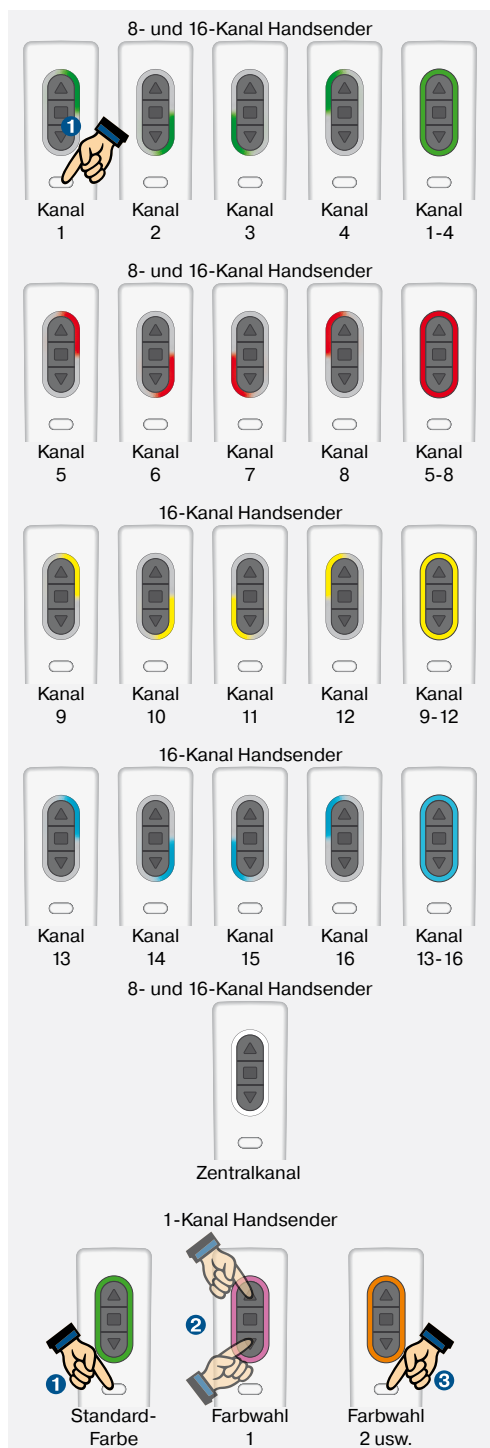 8- und 16-Kanal Handsender
1
Kanal 1
Kanal 2
Kanal 3
Kanal 4
Kanal 1-4
8- und 16-Kanal Handsender
Kanal 5
Kanal 6
Kanal 7
Kanal 8
Kanal 5-8
16-Kanal Handsender
Kanal 9
Kanal 10
Kanal 11
Kanal 12
Kanal 9-12
16-Kanal Handsender
Kanal 13
Kanal 14
Kanal 15
Kanal 16
Kanal 13-16
8- und 16-Kanal Handsender
Zentralkanal
1-Kanal Handsender
1
2
3
Standard-
Farbe
Farbwahl
1
Farbwahl
2 usw.